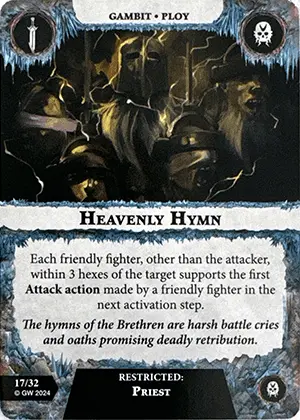 GAMBIT • PLOY
HEAVENLY HYMN
Each friendly fighter, other than the attacker,
within 3 hexes of the target supports the first
Attack action made by a friendly fighter in
the next activation step.
The hymns of the Brethren are harsh battle cries
and oaths promising deadly retribution.
17/32
© GW 2024
RESTRICTED:
PRIEST